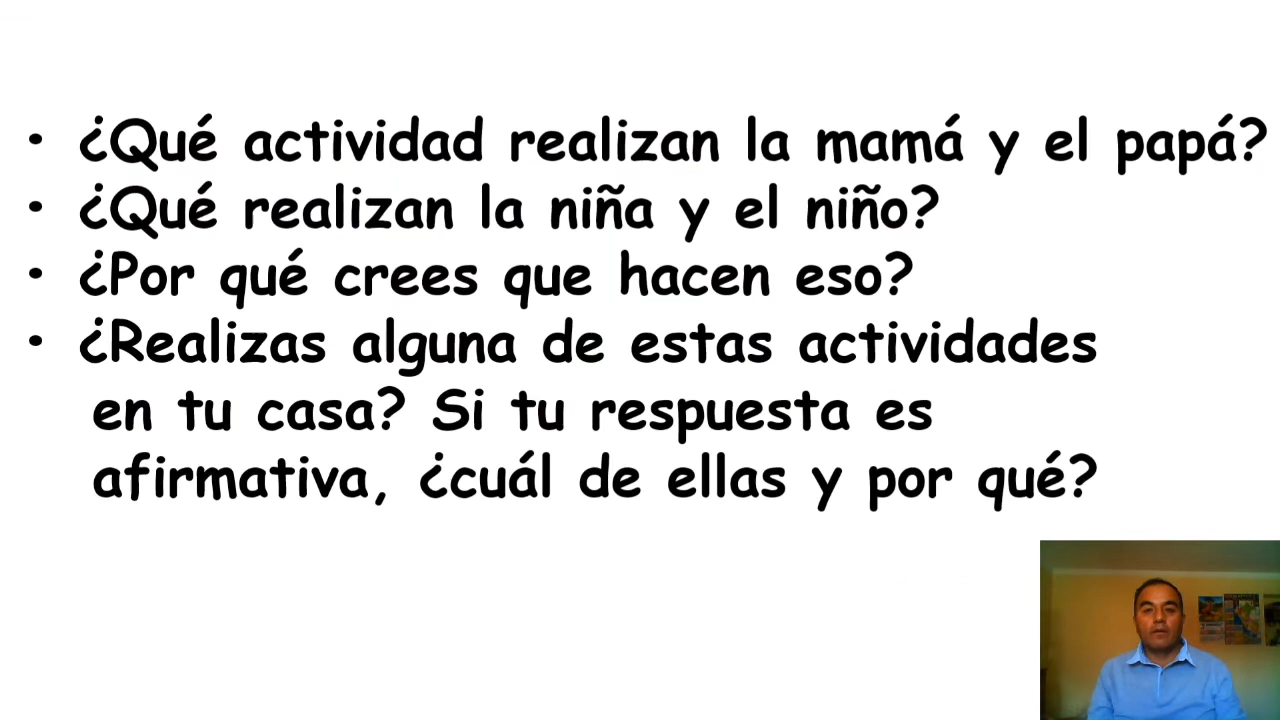 • ¿Qué actividad realizan la mamá y el papá?
• ¿Qué realizan la niña y el niño?
• ¿Por qué crees que hacen eso?
• ¿Realizas alguna de estas actividades
en tu casa? Si tu respuesta es
afirmativa, ¿cuál de ellas y por qué?